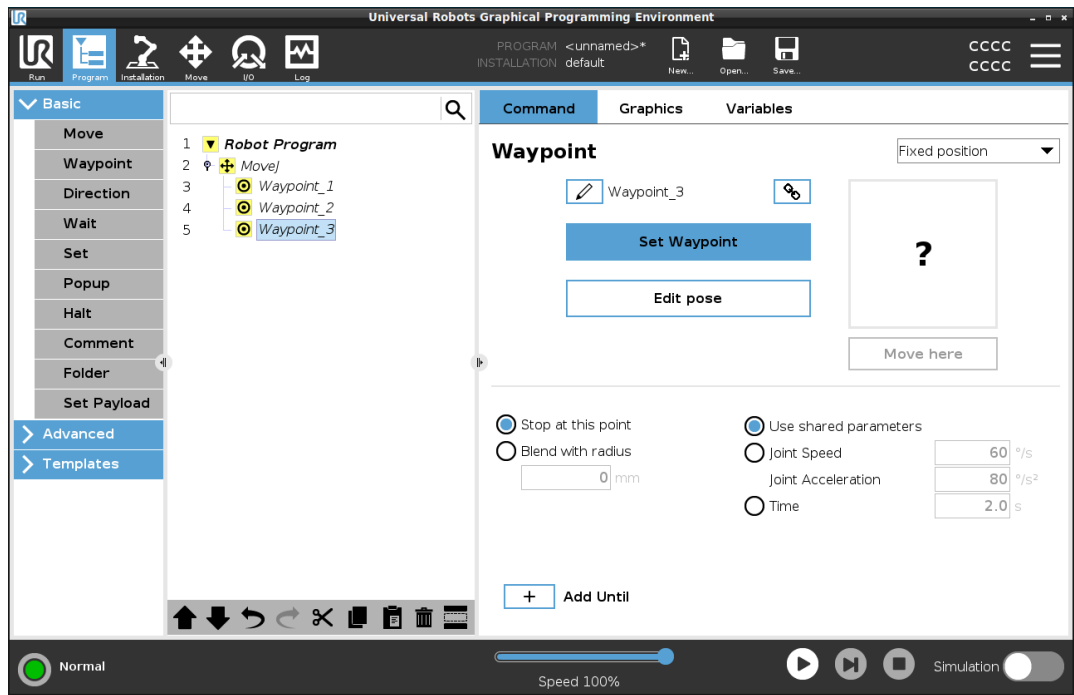 UR
Universal Robots Graphical Programming Environment
UR
Run
Program
Installation
Move
I/O
Log
PROGRAM <unnamed>*
INSTALLATION default
New...
Open...
Save...
CCCC
CCCC
Basic
Move
Waypoint
Direction
Wait
Set
Popup
Halt
Comment
Folder
Set Payload
Advanced
Templates
1 Robot Program
2 MoveJ
3 Waypoint_1
4 Waypoint_2
5 Waypoint_3
Command Graphics Variables
Waypoint
Fixed position
Waypoint_3
Set Waypoint
Edit pose
?
Move here
Stop at this point
Blend with radius
0 mm
Use shared parameters
Joint Speed 60 °/s
Joint Acceleration 80 °/s²
Time 2.0 s
+ Add Until
Normal
Speed 100%
Simulation